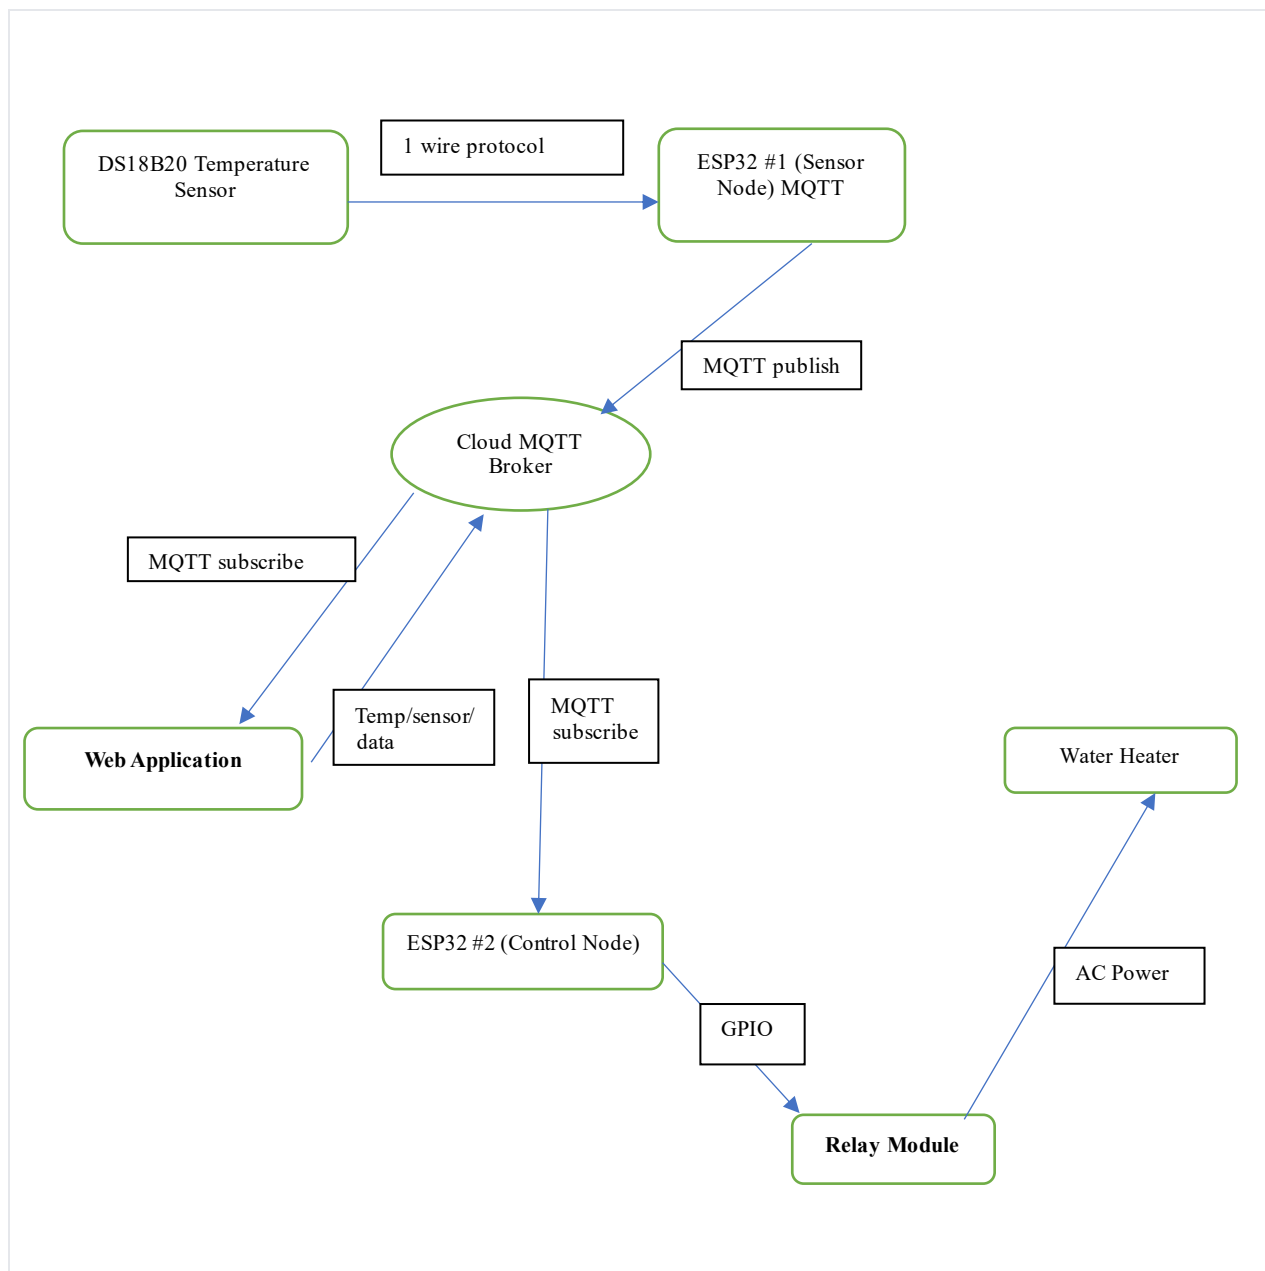 1 wire protocol
DS18B20 Temperature
Sensor
ESP32 #1 (Sensor
Node) MQTT
MQTT publish
Cloud MQTT
Broker
MQTT subscribe
Temp/sensor/
data
MQTT
subscribe
Web Application
Water Heater
ESP32 #2 (Control Node)
AC Power
GPIO
Relay Module